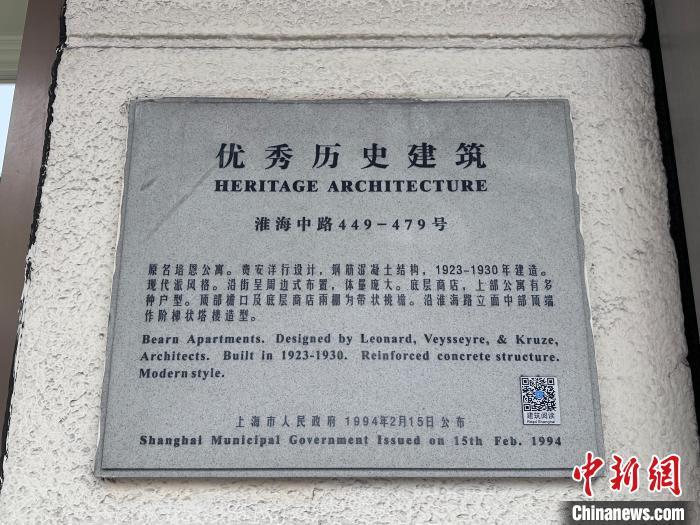 优秀历史建筑
HERITAGE ARCHITECTURE
淮海中路449-479号
原名培恩公寓。赉安洋行设计，钢筋混凝土结构，1923-1930年建造。
现代派风格。沿街呈周边式布置，体量庞大。底层商店，上部公寓有多
种户型。顶部檐口及底层商店雨棚为带状挑檐。沿淮海路立面中部顶端
作阶梯状塔楼造型。
Bearn Apartments. Designed by Leonard, Veysseyre, & Kruze,
Architects. Built in 1923-1930. Reinforced concrete structure.
Modern style.
建筑阅读
Read Shanghai
上海市人民政府 1994年2月15日公布
Shanghai Municipal Government Issued on 15th Feb. 1994
中新网
Chinanews.com